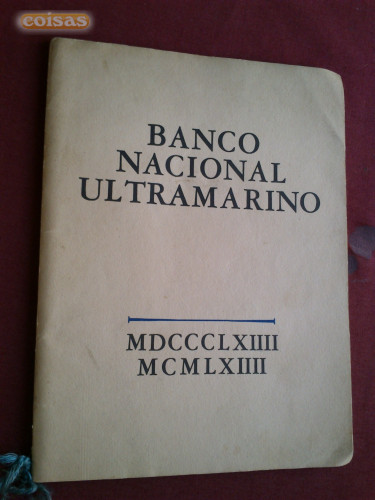 coisas
BANCO
NACIONAL
ULTRAMARINO
MDCCCLXIIII
MCMLXIIII